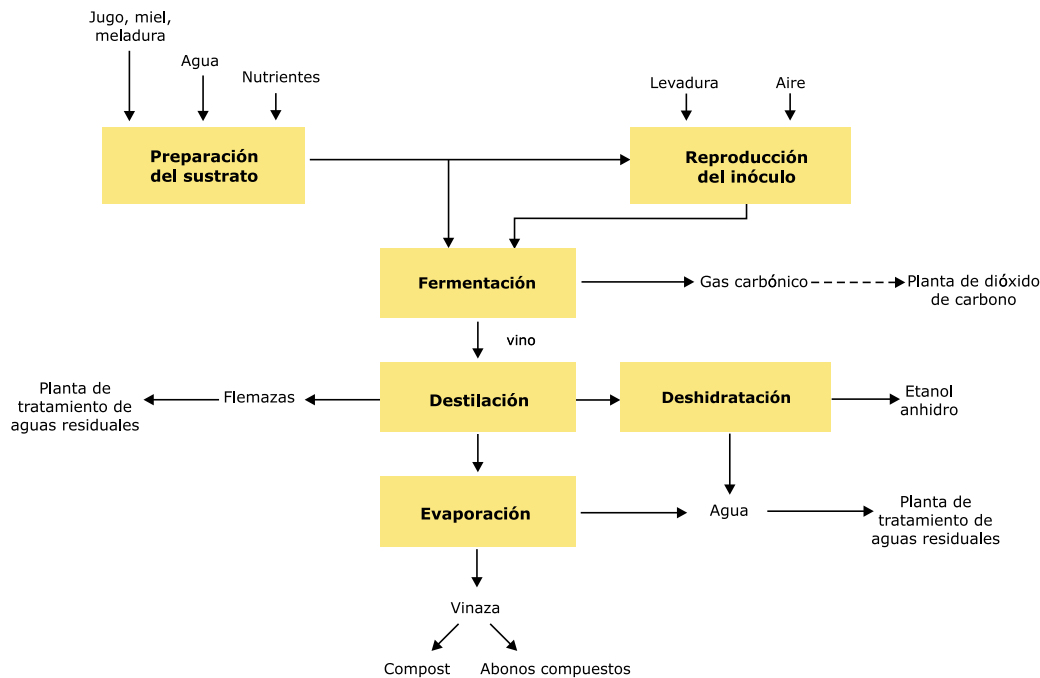 Jugo, miel,
meladura
Agua
Nutrientes
Levadura
Aire
Preparación
del sustrato
Reproducción
del inóculo
Fermentación
Gas carbónico
Planta de dióxido
de carbono
vino
Planta de
tratamiento de
aguas residuales
Flemazas
Destilación
Deshidratación
Etanol
anhidro
Evaporación
Agua
Planta de
tratamiento de
aguas residuales
Vinaza
Compost
Abonos compuestos